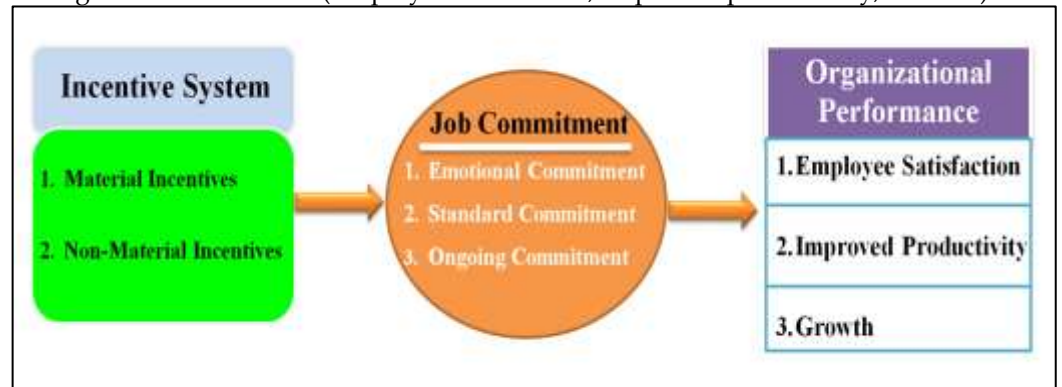 Incentive System
1. Material Incentives
2. Non-Material Incentives
Job Commitment
1. Emotional Commitment
2. Standard Commitment
3. Ongoing Commitment
Organizational
Performance
1.Employee Satisfaction
2.Improved Productivity
3.Growth